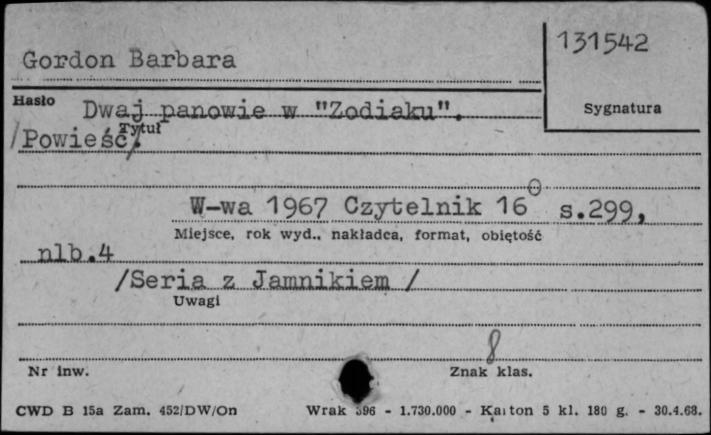 131542
Gordon Barbara
Hasło Dwaj panowie w "Zodiaku".
Sygnatura
Tytuł
/Powieść/.
W-wa 1967 Czytelnik 16° s.299,
Miejsce, rok wyd., nakładca, format, objętość
nlb.4
/Seria z Jamnikiem /
Uwagi
8
Nr inw. Znak klas.
CWD B 15a Zam. 452/DW/On Wrak 396 - 1.730.000 - Karton 5 kl. 180 g. - 30.4.68.